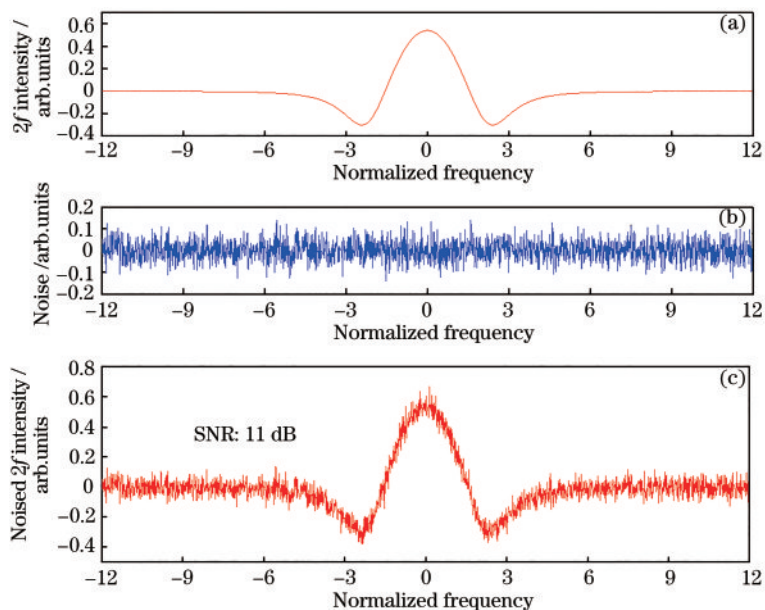 (a)
2f intensity /
arb.units
0.6
0.4
0.2
0
-0.2
-0.4
-12 -9 -6 -3 0 3 6 9 12
Normalized frequency
(b)
Noise /arb.units
0.2
0.1
0
-0.1
-0.2
-12 -9 -6 -3 0 3 6 9 12
Normalized frequency
(c)
Noised 2f intensity /
arb.units
0.8
0.6
0.4
0.2
0
-0.2
-0.4
SNR: 11 dB
-12 -9 -6 -3 0 3 6 9 12
Normalized frequency